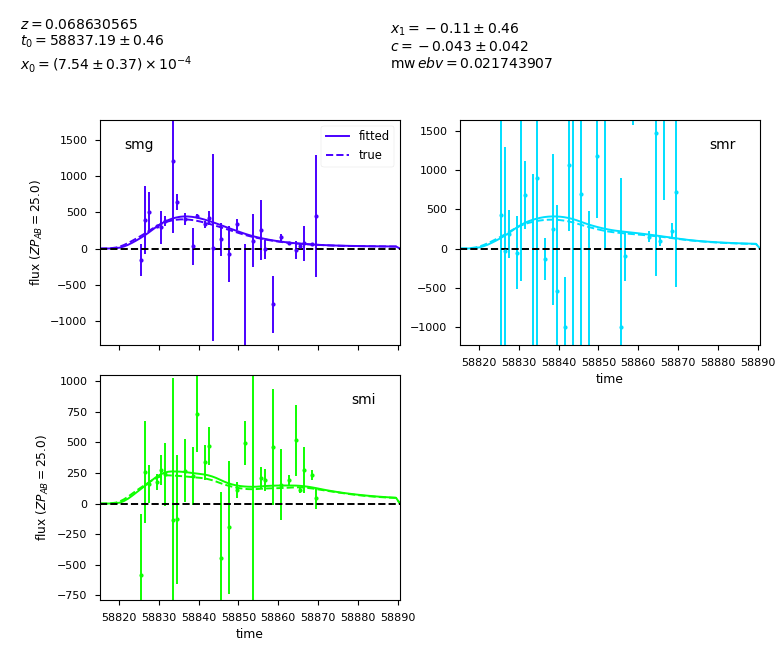 z = 0.068630565
t₀ = 58837.19 ± 0.46
x₀ = (7.54 ± 0.37) × 10⁻⁴
x₁ = −0.11 ± 0.46
c = −0.043 ± 0.042
mw ebv = 0.021743907
smg
fitted
true
flux (ZP_AB = 25.0)
1500
1000
500
0
−500
−1000
smr
1500
1000
500
0
−500
−1000
58820 58830 58840 58850 58860 58870 58880 58890
time
smi
flux (ZP_AB = 25.0)
1000
750
500
250
0
−250
−500
−750
58820 58830 58840 58850 58860 58870 58880 58890
time